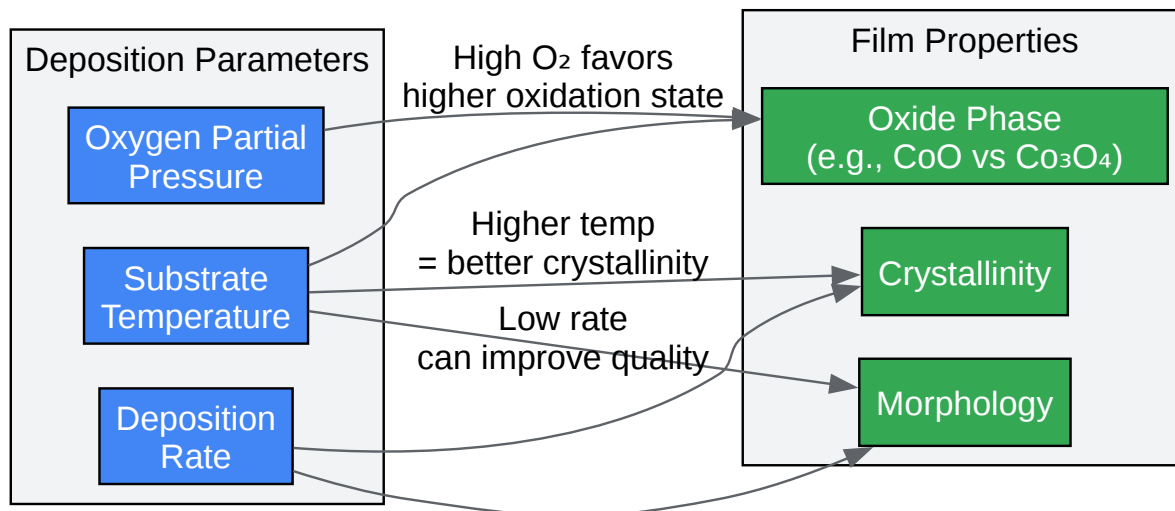 Deposition Parameters
Oxygen Partial
Pressure
Substrate
Temperature
Deposition
Rate
High O₂ favors
higher oxidation state
Higher temp
= better crystallinity
Low rate
can improve quality
Film Properties
Oxide Phase
(e.g., CoO vs Co₃O₄)
Crystallinity
Morphology